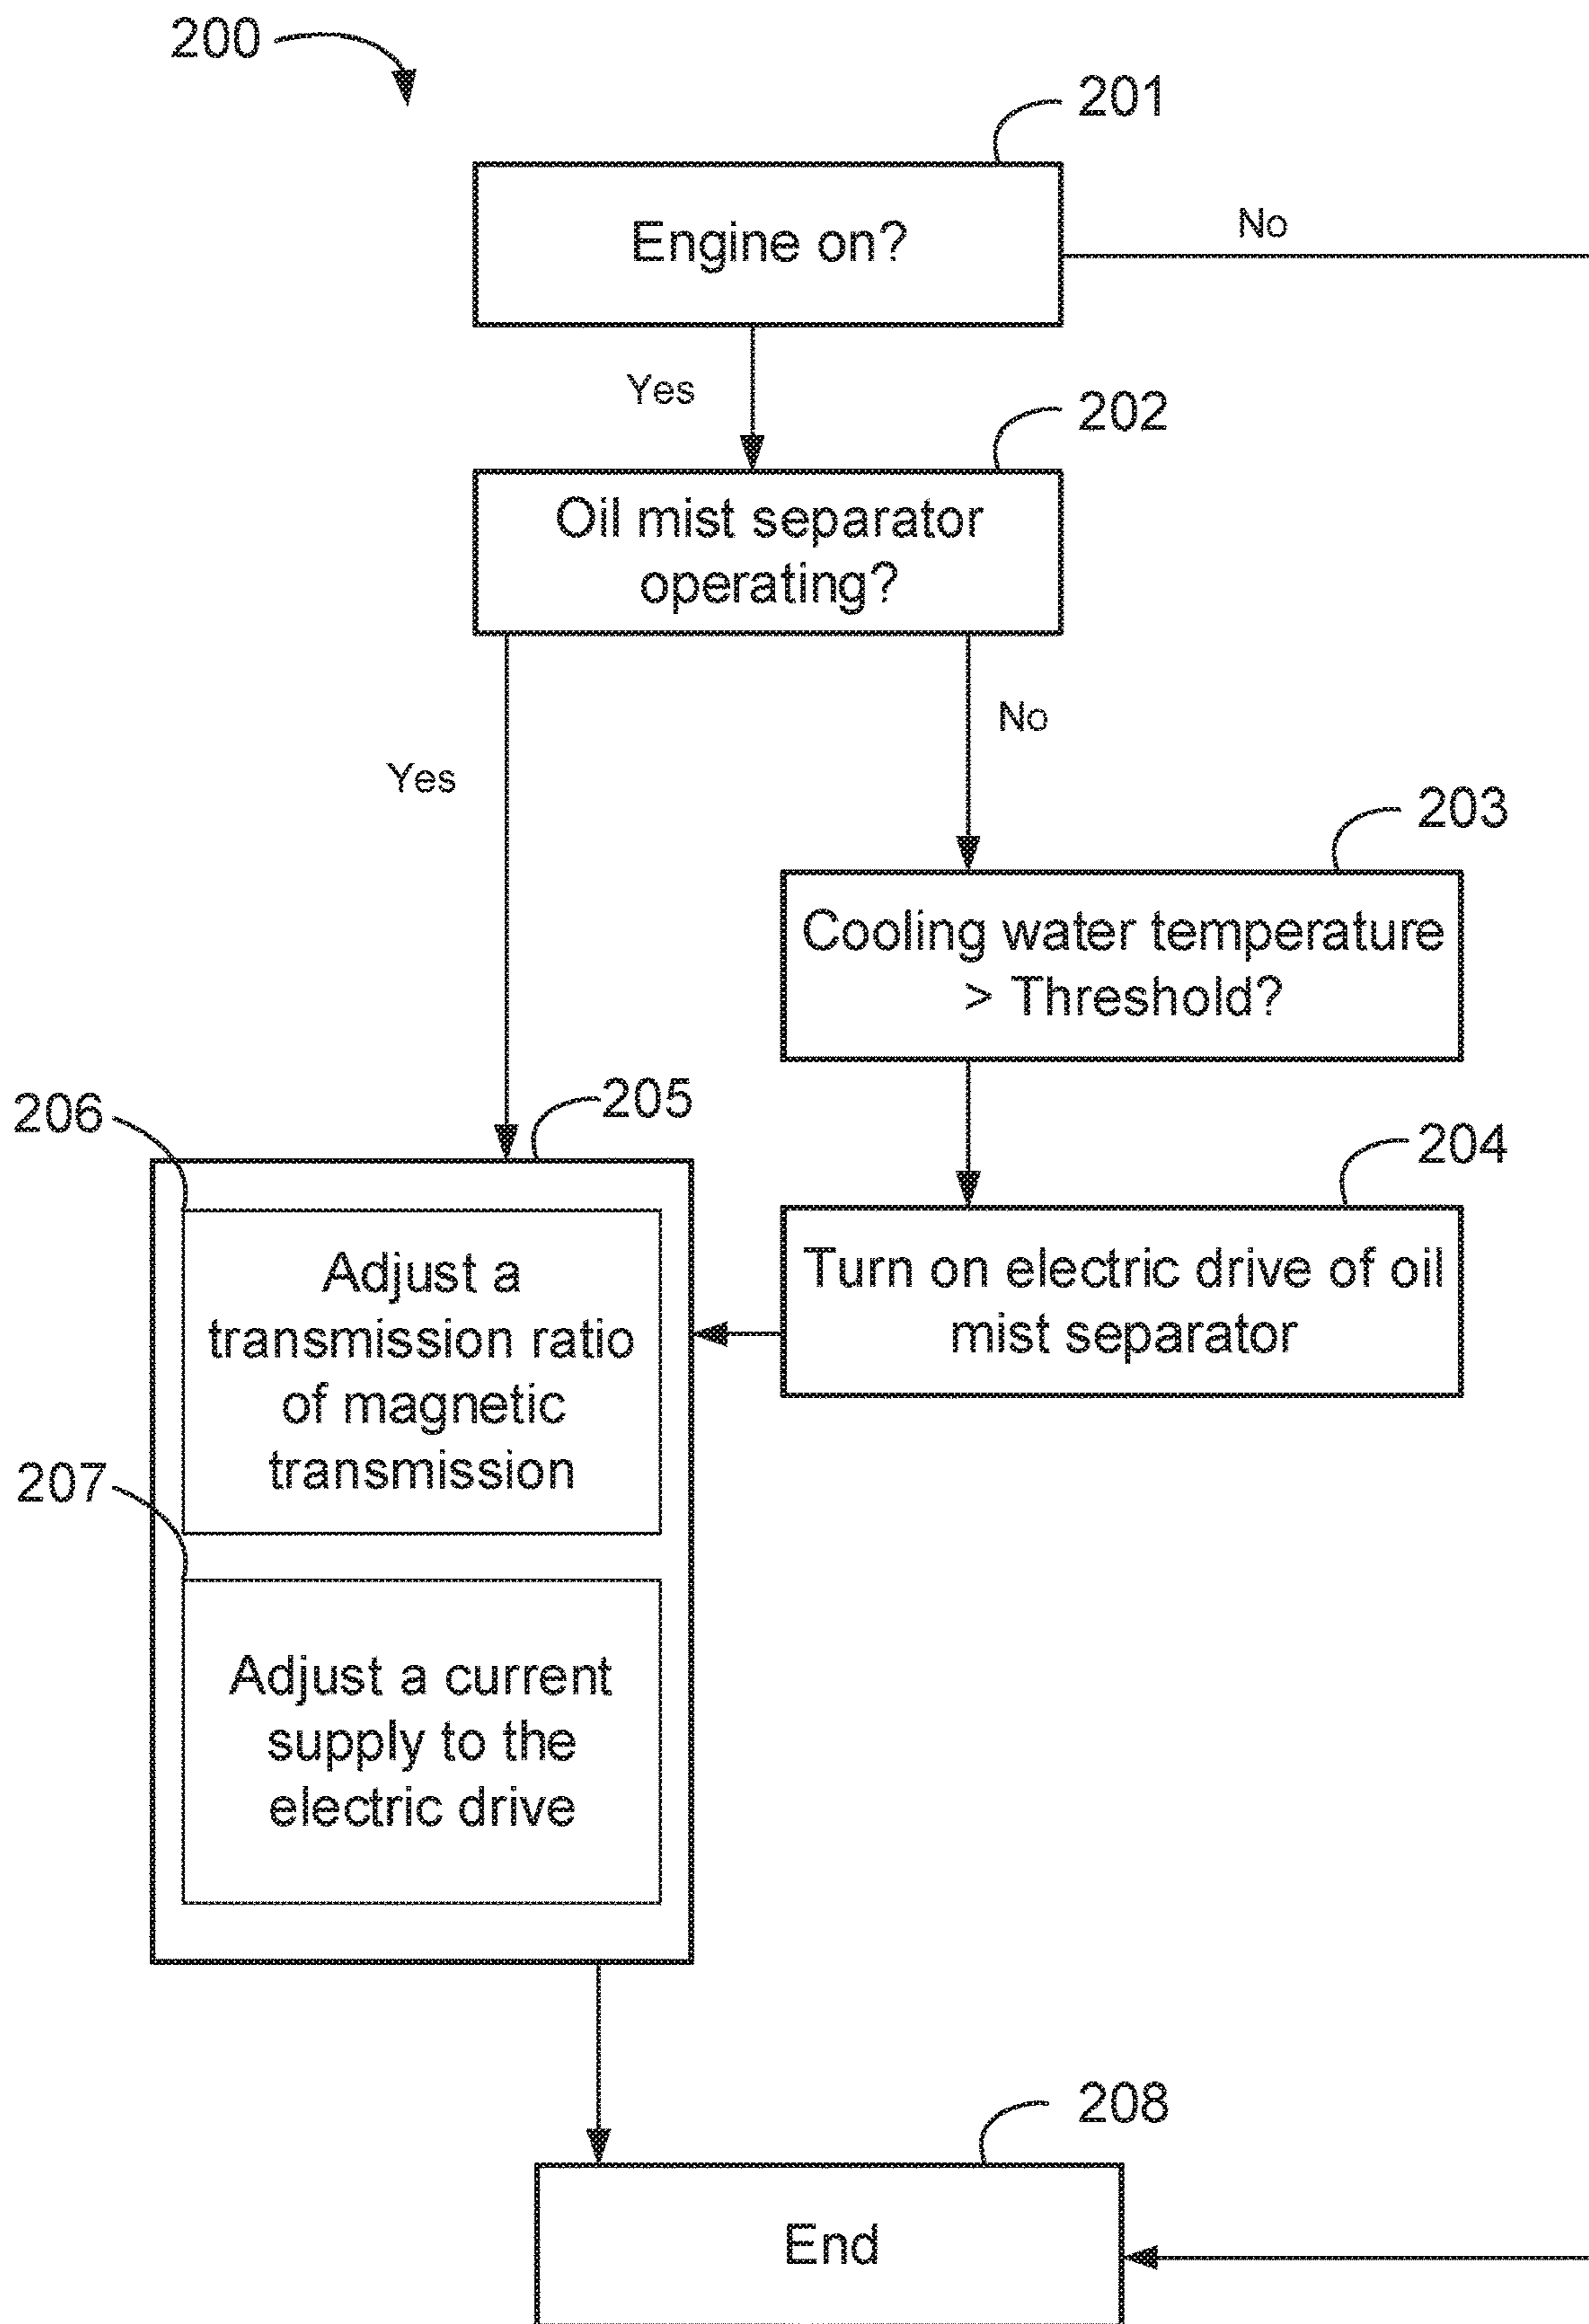 200
201
Engine on?
No
Yes
202
Oil mist separator
operating?
No
Yes
203
Cooling water temperature
> Threshold?
205
206
204
Adjust a
transmission ratio
of magnetic
transmission
Turn on electric drive of oil
mist separator
207
Adjust a current
supply to the
electric drive
208
End